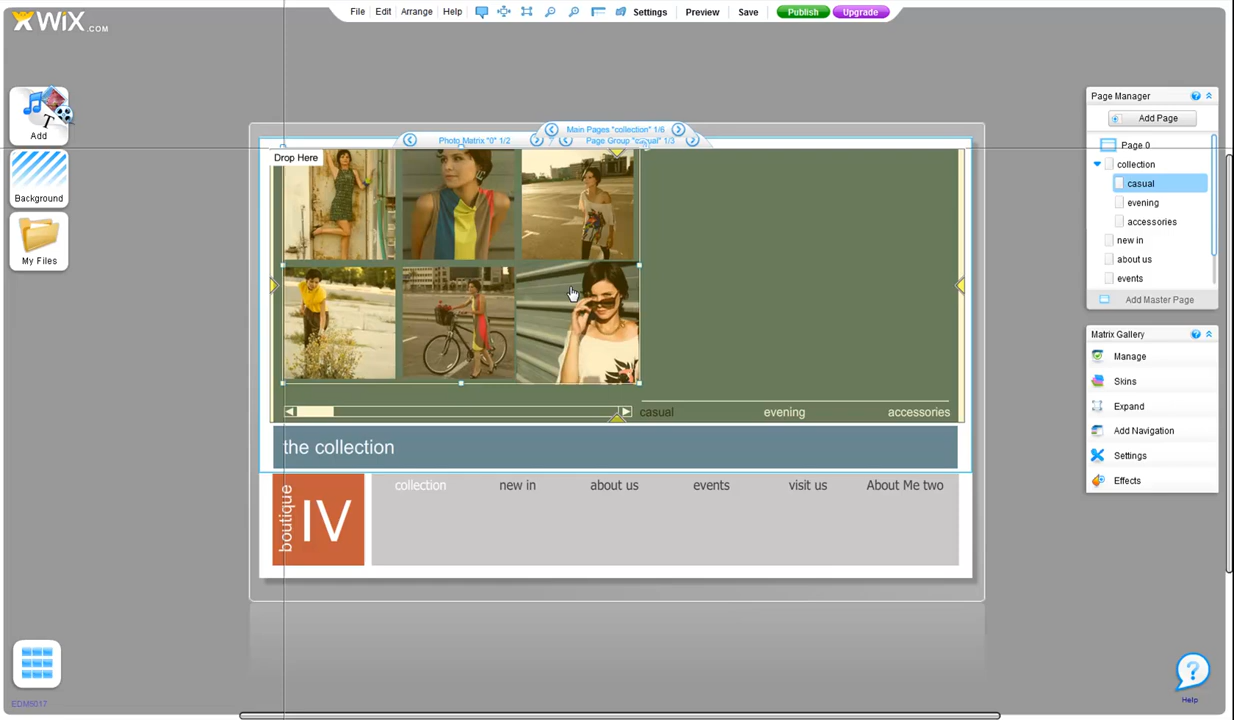 WiX.COM
File Edit Arrange Help Settings Preview Save Publish Upgrade
Add
Background
My Files
Main Pages "collection" 1/6
Photo Matrix "0" 1/2
Page Group "casual" 1/3
Drop Here
casual evening accessories
the collection
boutique IV
collection new in about us events visit us About Me two
Page Manager
Add Page
Page 0
collection
casual
evening
accessories
new in
about us
events
Add Master Page
Matrix Gallery
Manage
Skins
Expand
Add Navigation
Settings
Effects
EDM5017
Help